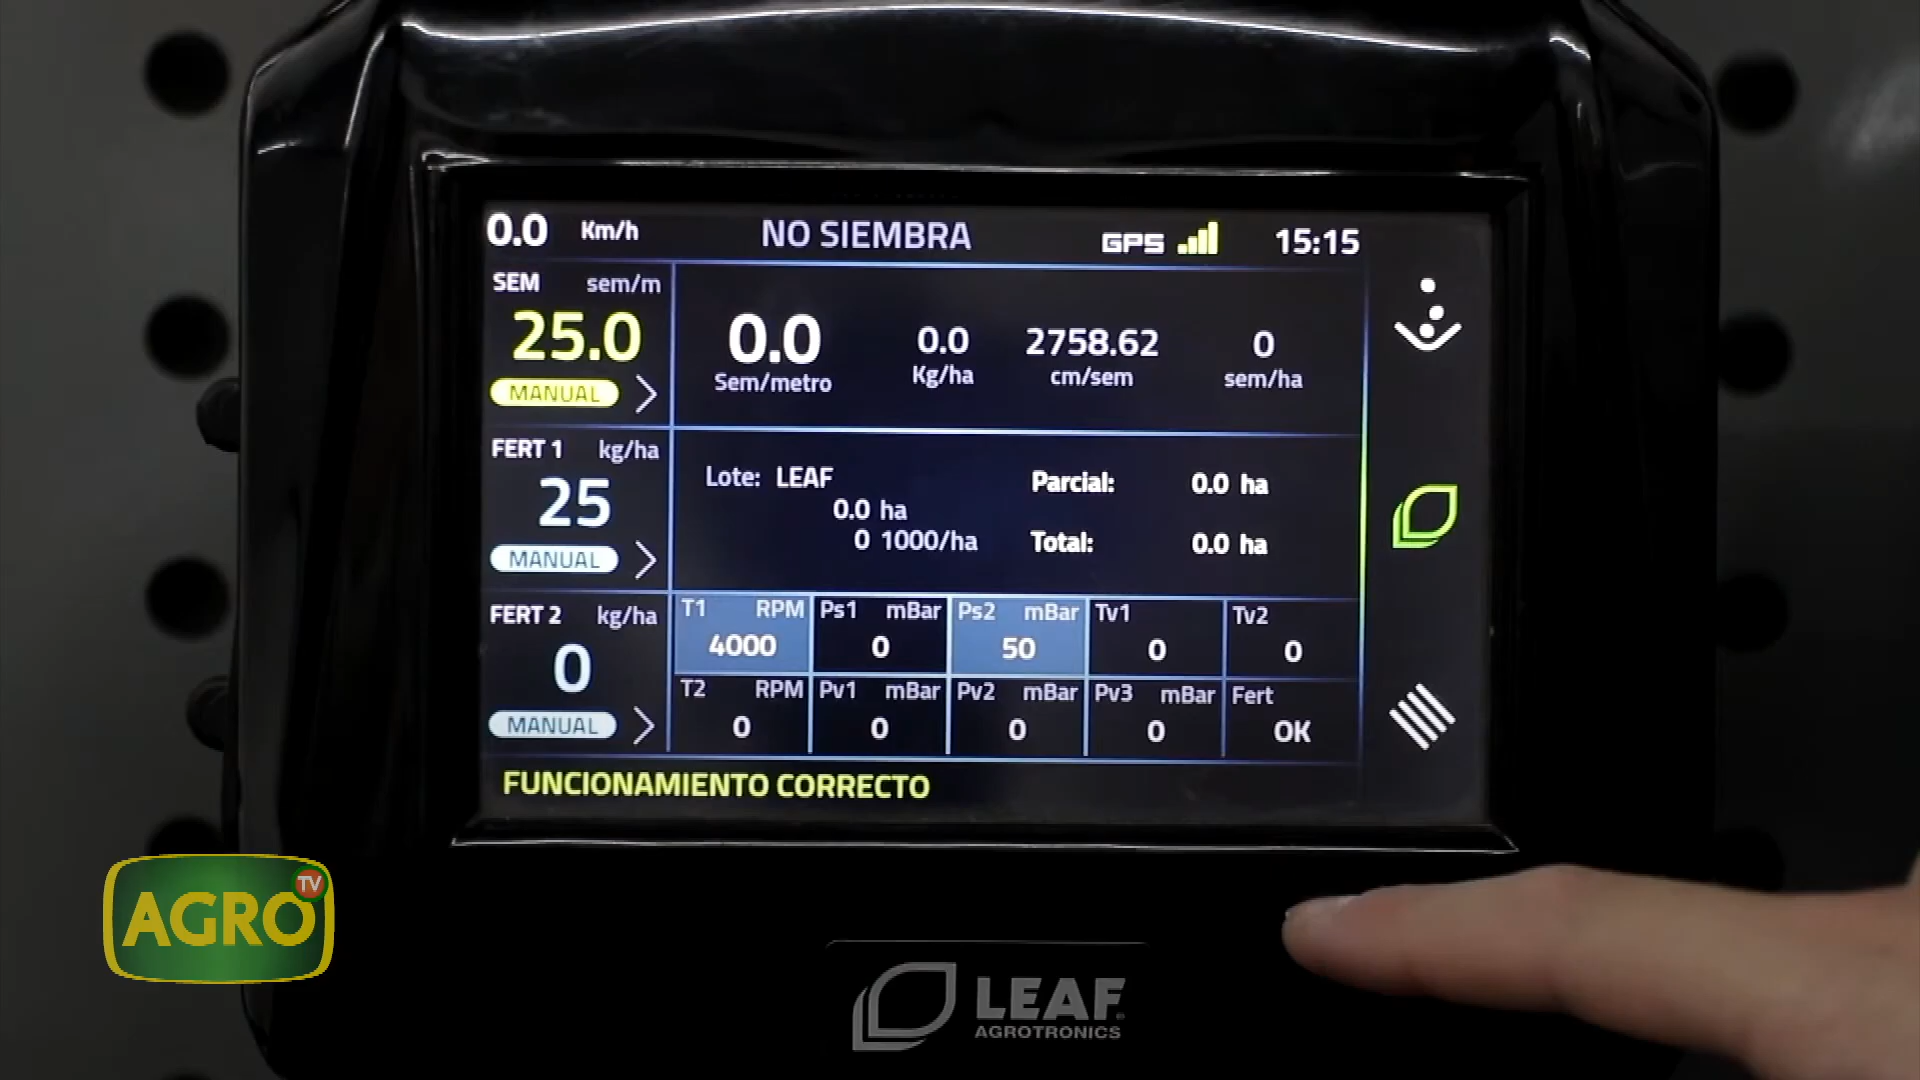 0.0 Km/h NO SIEMBRA GPS 15:15
SEM sem/m
25.0
MANUAL
0.0 0.0 2758.62 0
Sem/metro Kg/ha cm/sem sem/ha
FERT 1 kg/ha
25
MANUAL
Lote: LEAF
0.0 ha
0 1000/ha
Parcial: 0.0 ha
Total: 0.0 ha
FERT 2 kg/ha
0
MANUAL
T1 RPM Ps1 mBar Ps2 mBar Tv1 Tv2
4000 0 50 0 0
T2 RPM Pv1 mBar Pv2 mBar Pv3 mBar Fert
0 0 0 0 OK
FUNCIONAMIENTO CORRECTO
AGRO TV
LEAF
AGROTRONICS